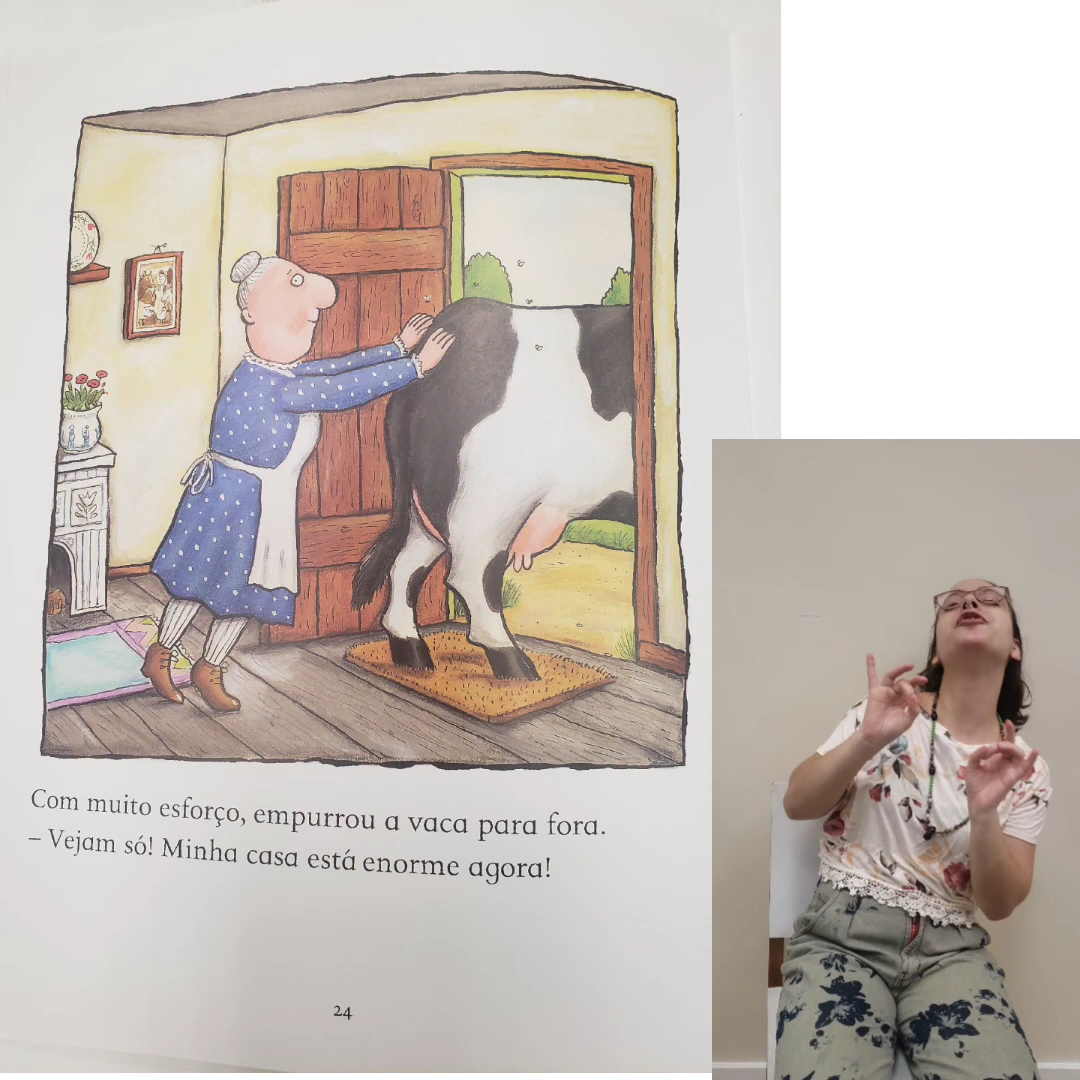 Com muito esforço, empurrou a vaca para fora.
– Vejam só! Minha casa está enorme agora!
24